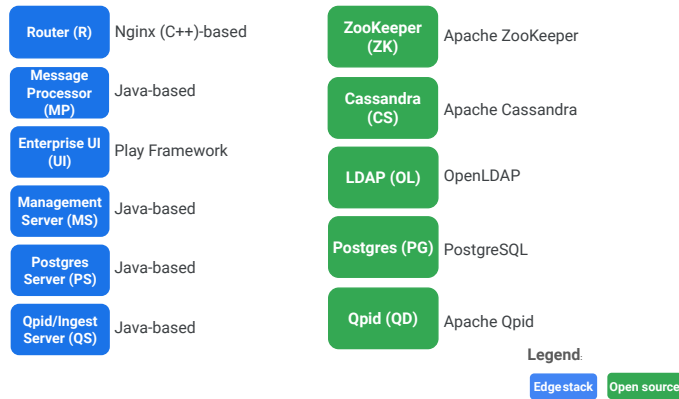 Router (R)
Nginx (C++)-based
Message
Processor
(MP)
Java-based
Enterprise UI
(UI)
Play Framework
Management
Server (MS)
Java-based
Postgres
Server (PS)
Java-based
Qpid/Ingest
Server (QS)
Java-based
ZooKeeper
(ZK)
Apache ZooKeeper
Cassandra
(CS)
Apache Cassandra
LDAP (OL)
OpenLDAP
Postgres (PG)
PostgreSQL
Qpid (QD)
Apache Qpid
Legend:
Edge stack
Open source